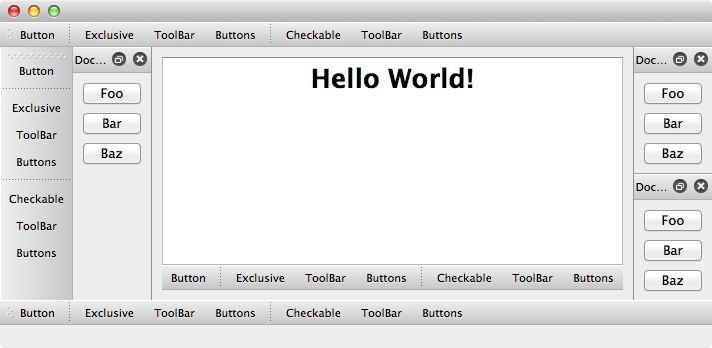 Button Exclusive ToolBar Buttons Checkable ToolBar Buttons
Button
Exclusive
ToolBar
Buttons
Checkable
ToolBar
Buttons
Doc...
Foo
Bar
Baz
Hello World!
Button Exclusive ToolBar Buttons Checkable ToolBar Buttons
Doc...
Foo
Bar
Baz
Doc...
Foo
Bar
Baz
Button Exclusive ToolBar Buttons Checkable ToolBar Buttons